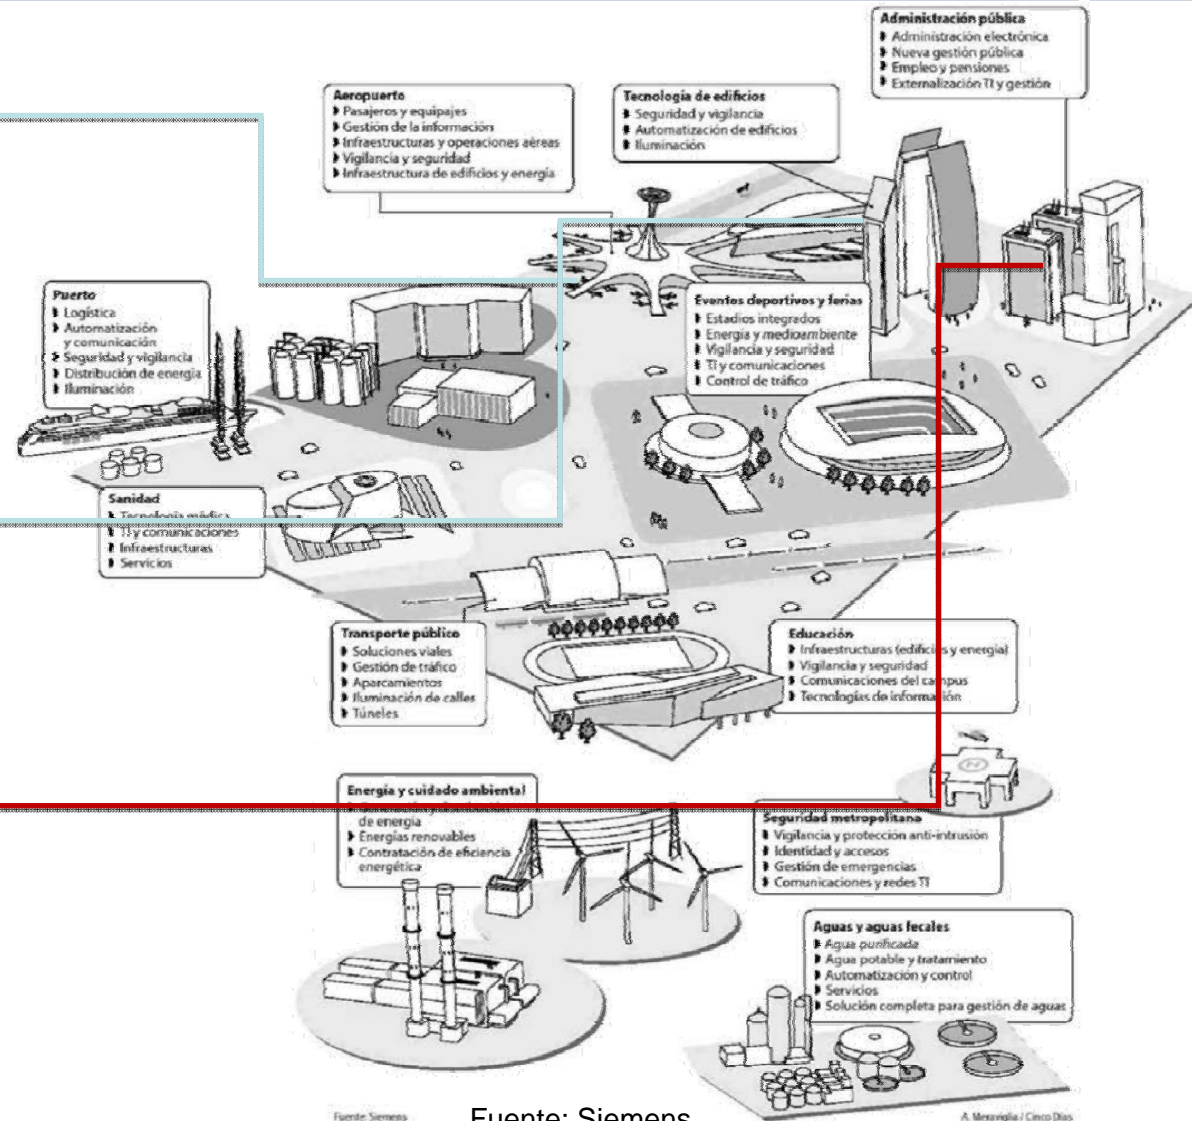 Administración pública
Administración electrónica
Nueva gestión pública
Empleo y pensiones
Externalización TI y gestión
Aeropuerto
Pasajeros y equipajes
Gestión de la información
Infraestructuras y operaciones aéreas
Vigilancia y seguridad
Infraestructura de edificios y energía
Tecnología de edificios
Seguridad y vigilancia
Automatización de edificios
Iluminación
Puerto
Logística
Automatización
y comunicación
Seguridad y vigilancia
Distribución de energía
Iluminación
Eventos deportivos y ferias
Estadios integrados
Energía y medioambiente
Vigilancia y seguridad
TI y comunicaciones
Control de tráfico
Sanidad
Tecnología médica
TI y comunicaciones
Infraestructuras
Servicios
Transporte público
Soluciones viales
Gestión de tráfico
Aparcamientos
Iluminación de calles
Túneles
Educación
Infraestructuras (edificios y energía)
Vigilancia y seguridad
Comunicaciones del campus
Tecnologías de información
Energía y cuidado ambiental
de energía
Energías renovables
Contratación de eficiencia
energética
Seguridad metropolitana
Vigilancia y protección anti-intrusión
Identidad y accesos
Gestión de emergencias
Comunicaciones y redes TI
Aguas y aguas fecales
Agua purificada
Agua potable y tratamiento
Automatización y control
Servicios
Solución completa para gestión de aguas
Fuente: Siemens
Fuente: Siemens
A. Meraviglia / Cinco Días